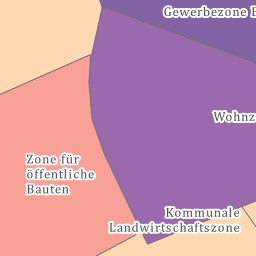 Gewerbezone
Wohnz
Zone für
öffentliche
Bauten
Kommunale
Landwirtschaftszone